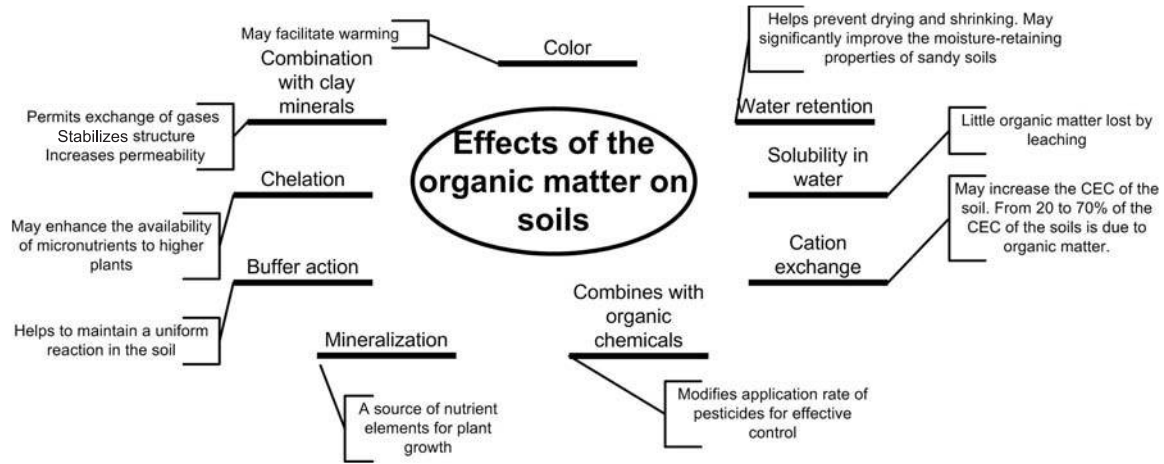 Effects of the
organic matter on
soils
Color
May facilitate warming
Combination
with clay
minerals
Permits exchange of gases
Stabilizes structure
Increases permeability
Chelation
May enhance the availability
of micronutrients to higher
plants
Buffer action
Helps to maintain a uniform
reaction in the soil
Mineralization
A source of nutrient
elements for plant
growth
Combines with
organic
chemicals
Modifies application rate of
pesticides for effective
control
Cation
exchange
May increase the CEC of the
soil. From 20 to 70% of the
CEC of the soils is due to
organic matter.
Solubility in
water
Little organic matter lost by
leaching
Water retention
Helps prevent drying and shrinking. May
significantly improve the moisture-retaining
properties of sandy soils